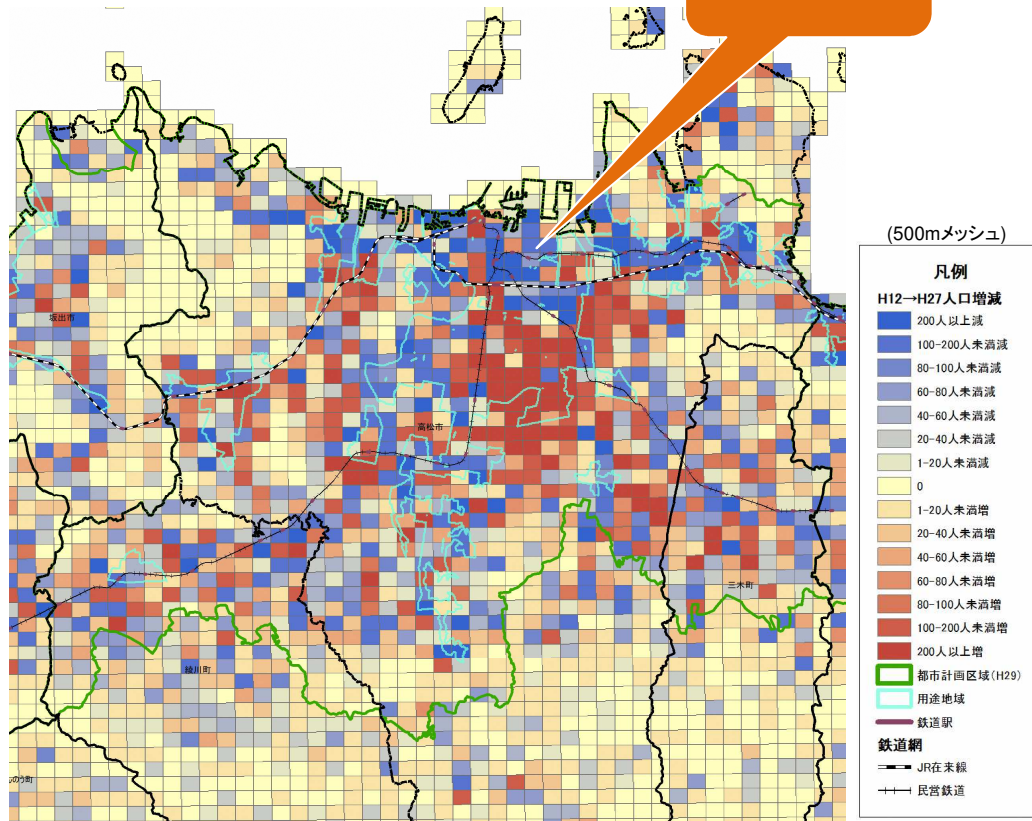 (500mメッシュ)
凡例
H12→H27人口増減
200人以上減
100-200人未満減
80-100人未満減
60-80人未満減
40-60人未満減
20-40人未満減
1-20人未満減
0
1-20人未満増
20-40人未満増
40-60人未満増
60-80人未満増
80-100人未満増
100-200人未満増
200人以上増
都市計画区域(H29)
用途地域
鉄道駅
鉄道網
JR在来線
民営鉄道
坂出市
高松市
三木町
綾川町
のう町